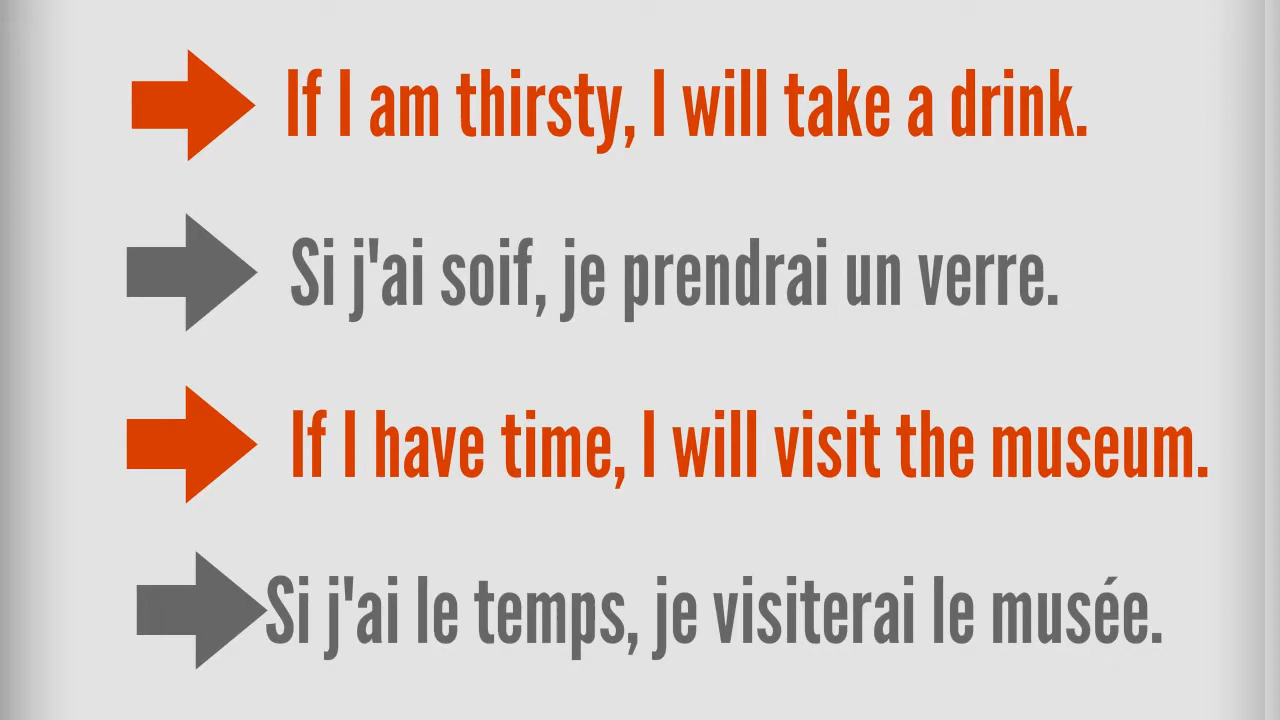 If I am thirsty, I will take a drink.
Si j'ai soif, je prendrai un verre.
If I have time, I will visit the museum.
Si j'ai le temps, je visiterai le musée.